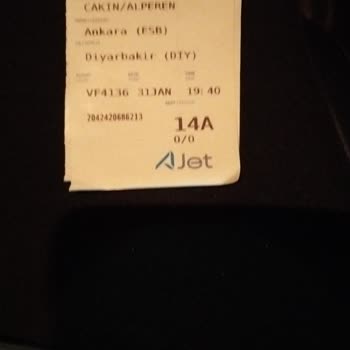 CAKIN/ALPEREN
Ankara (ESB)
Diyarbakir (DIY)
VF4136 31JAN 19:40
2042420686213
14A
0/0
AJet